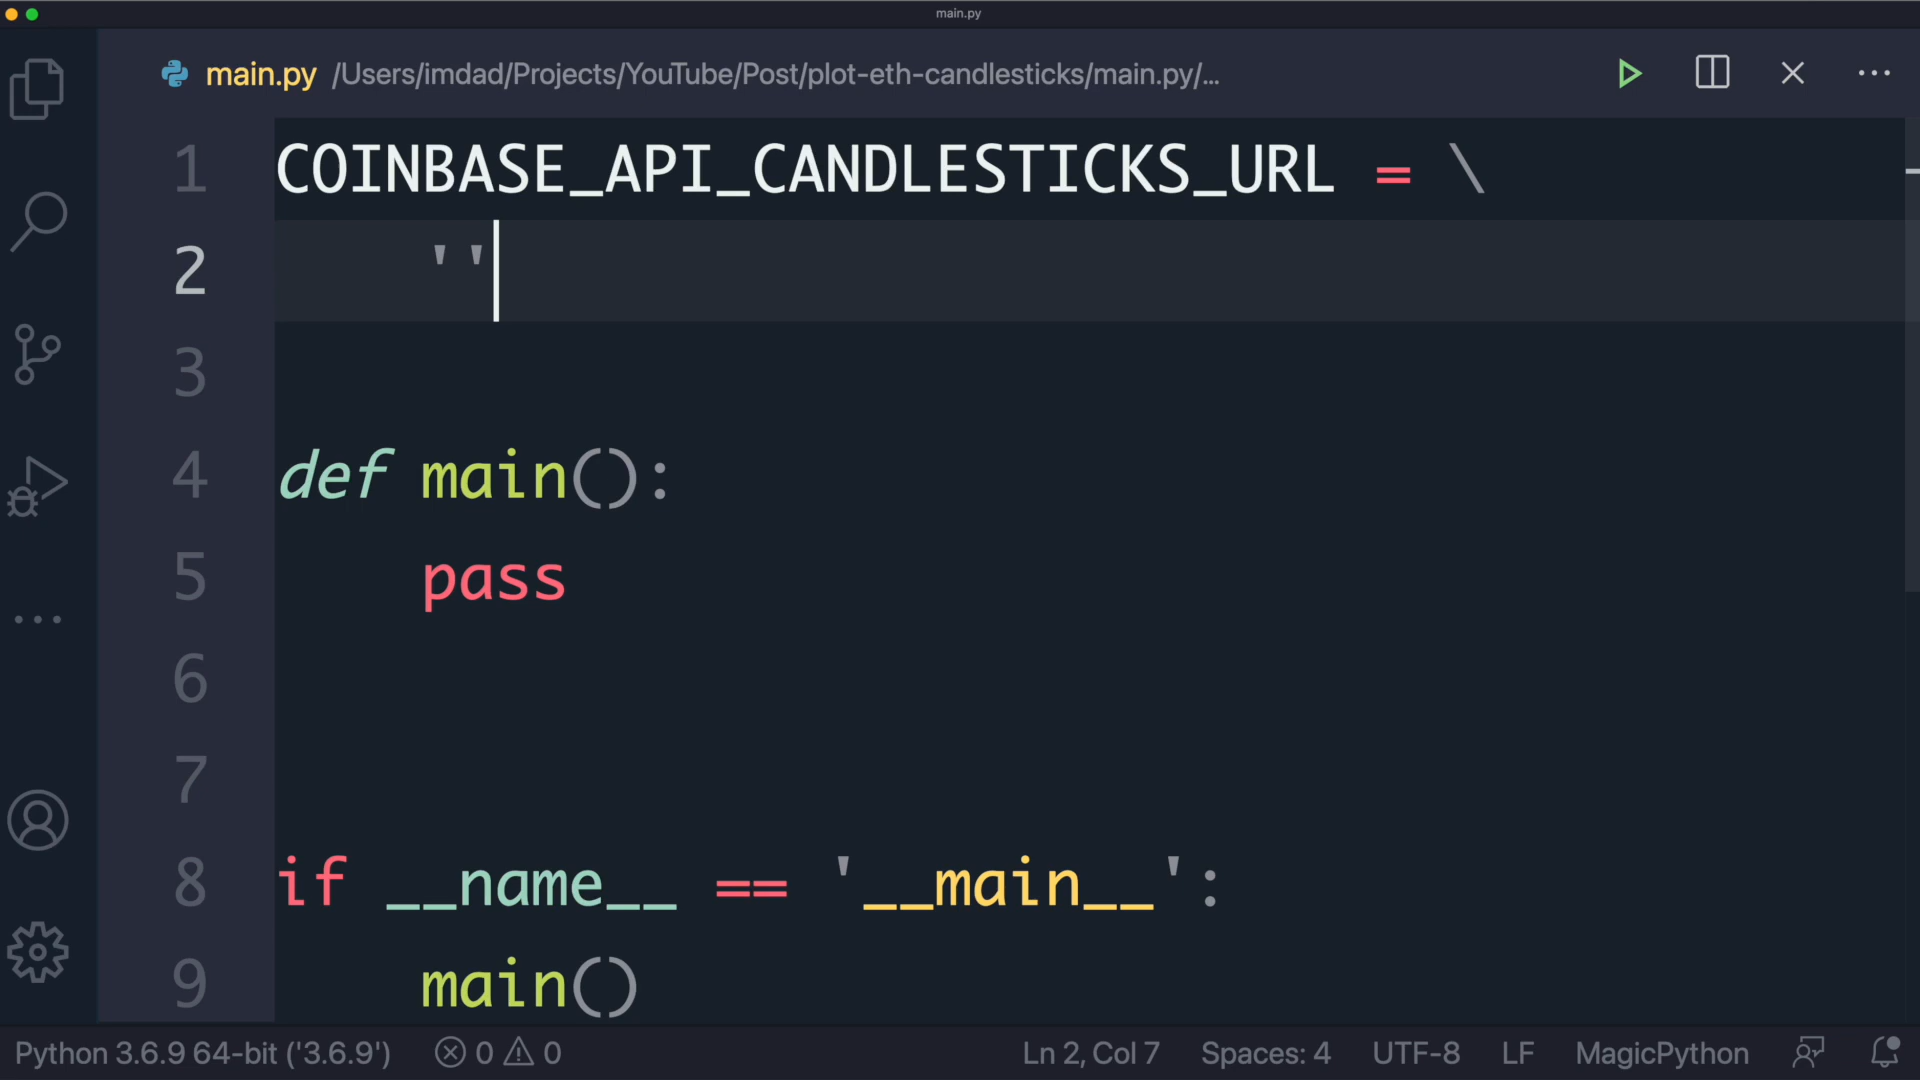 main.py
main.py /Users/imdad/Projects/YouTube/Post/plot-eth-candlesticks/main.py/...
1 COINBASE_API_CANDLESTICKS_URL = \
2     ''
3
4 def main():
5     pass
6
7
8 if __name__ == '__main__':
9     main()
Python 3.6.9 64-bit ('3.6.9') 0 0 Ln 2, Col 7 Spaces: 4 UTF-8 LF MagicPython